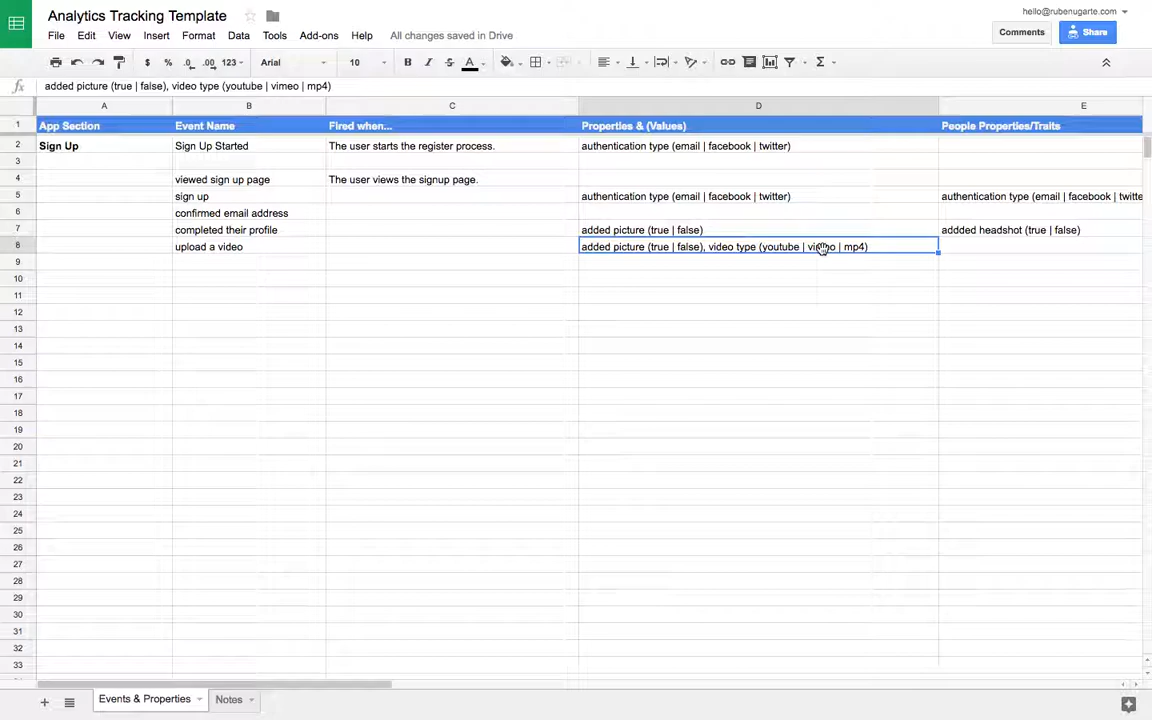 Analytics Tracking Template
hello@rubenugarte.com
File Edit View Insert Format Data Tools Add-ons Help All changes saved in Drive
Comments Share
$ % .0 .00 123 Arial 10 B I S A Σ
fx added picture (true | false), video type (youtube | vimeo | mp4)
A B C D E
1 App Section Event Name Fired when... Properties & (Values) People Properties/Traits
2 Sign Up Sign Up Started The user starts the register process. authentication type (email | facebook | twitter)
3
4 viewed sign up page The user views the signup page.
5 sign up authentication type (email | facebook | twitter) authentication type (email | facebook | twitte
6 confirmed email address
7 completed their profile added picture (true | false) addded headshot (true | false)
8 upload a video added picture (true | false), video type (youtube | vimeo | mp4)
9
10
11
12
13
14
15
16
17
18
19
20
21
22
23
24
25
26
27
28
29
30
31
32
33
Events & Properties Notes